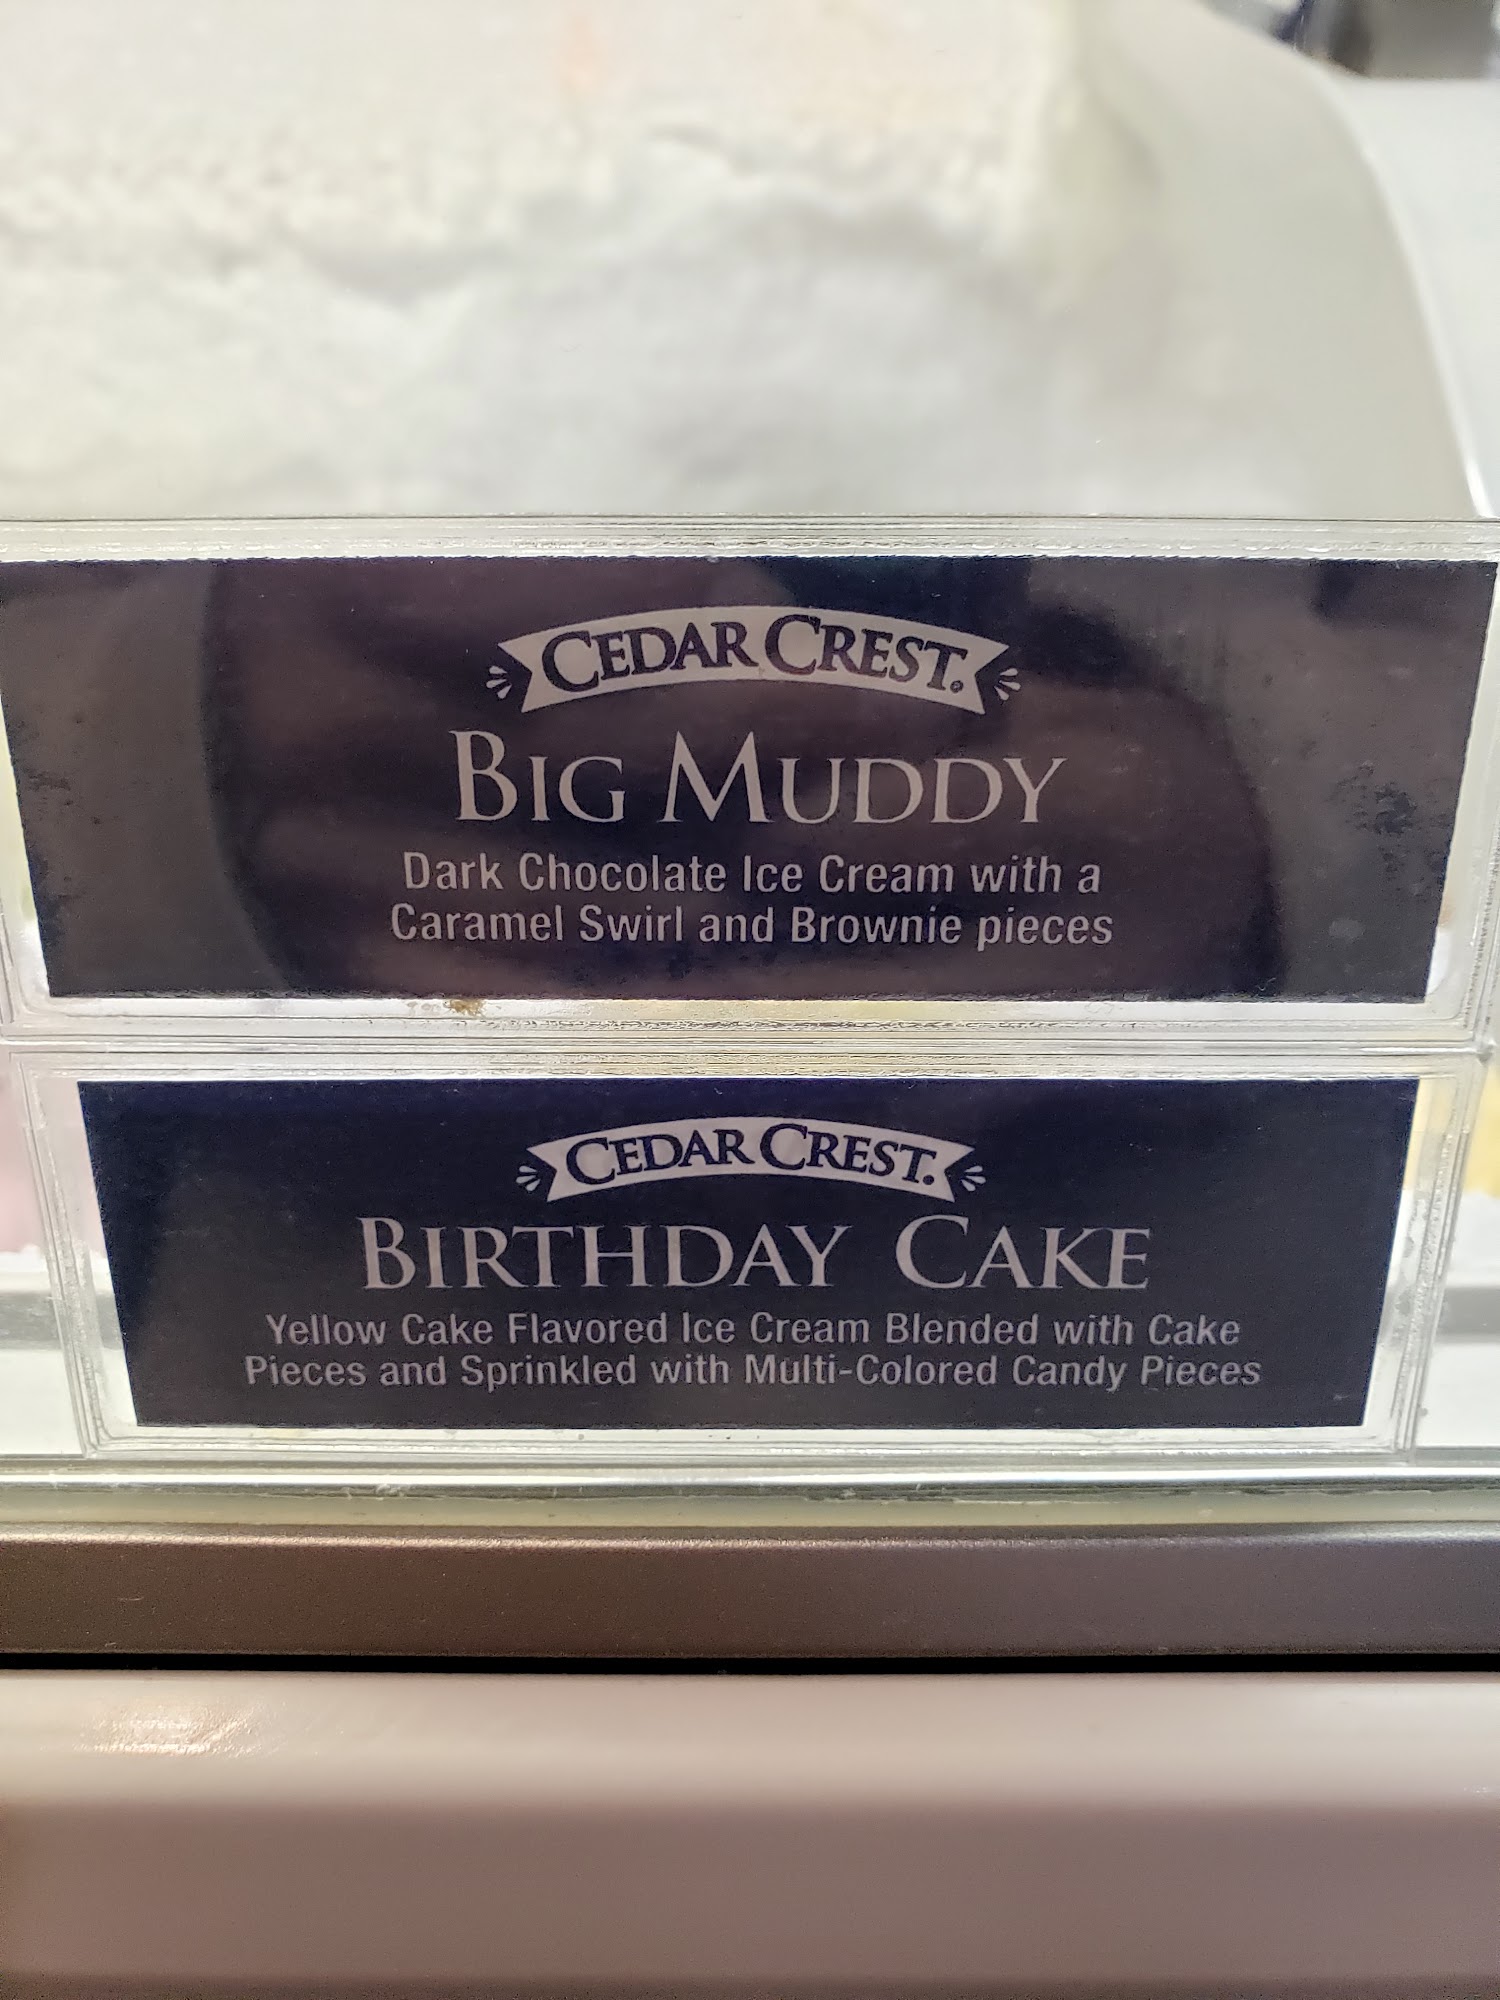 CEDAR CREST.
BIG MUDDY
Dark Chocolate Ice Cream with a
Caramel Swirl and Brownie pieces
CEDAR CREST.
BIRTHDAY CAKE
Yellow Cake Flavored Ice Cream Blended with Cake
Pieces and Sprinkled with Multi-Colored Candy Pieces